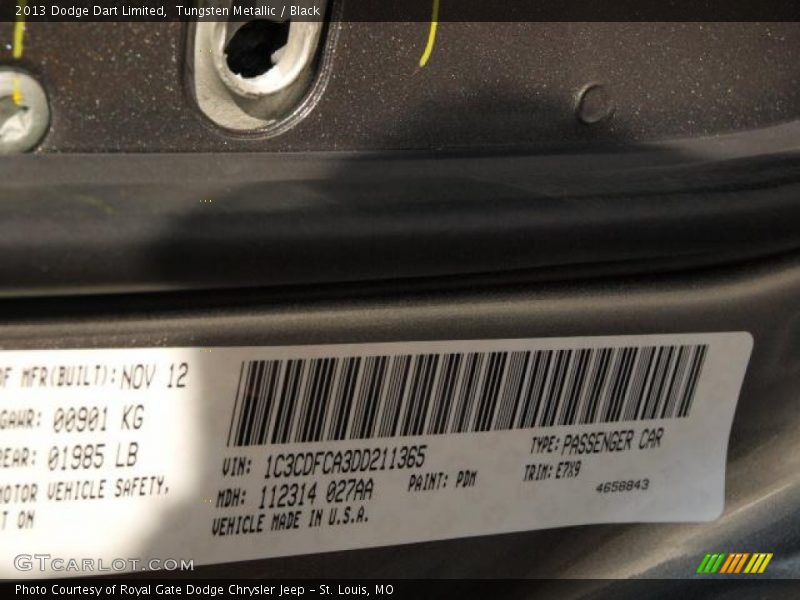 2013 Dodge Dart Limited, Tungsten Metallic / Black
OF MFR(BUILT): NOV 12
GAWR: 00901 KG
REAR: 01985 LB
MOTOR VEHICLE SAFETY,
T ON
VIN: 1C3CDFCA3DD211365
TYPE: PASSENGER CAR
MDH: 112314 027AA
PAINT: PDM
TRIM: E7X9
VEHICLE MADE IN U.S.A.
4658843
GTCarLot.com
Photo Courtesy of Royal Gate Dodge Chrysler Jeep – St. Louis, MO